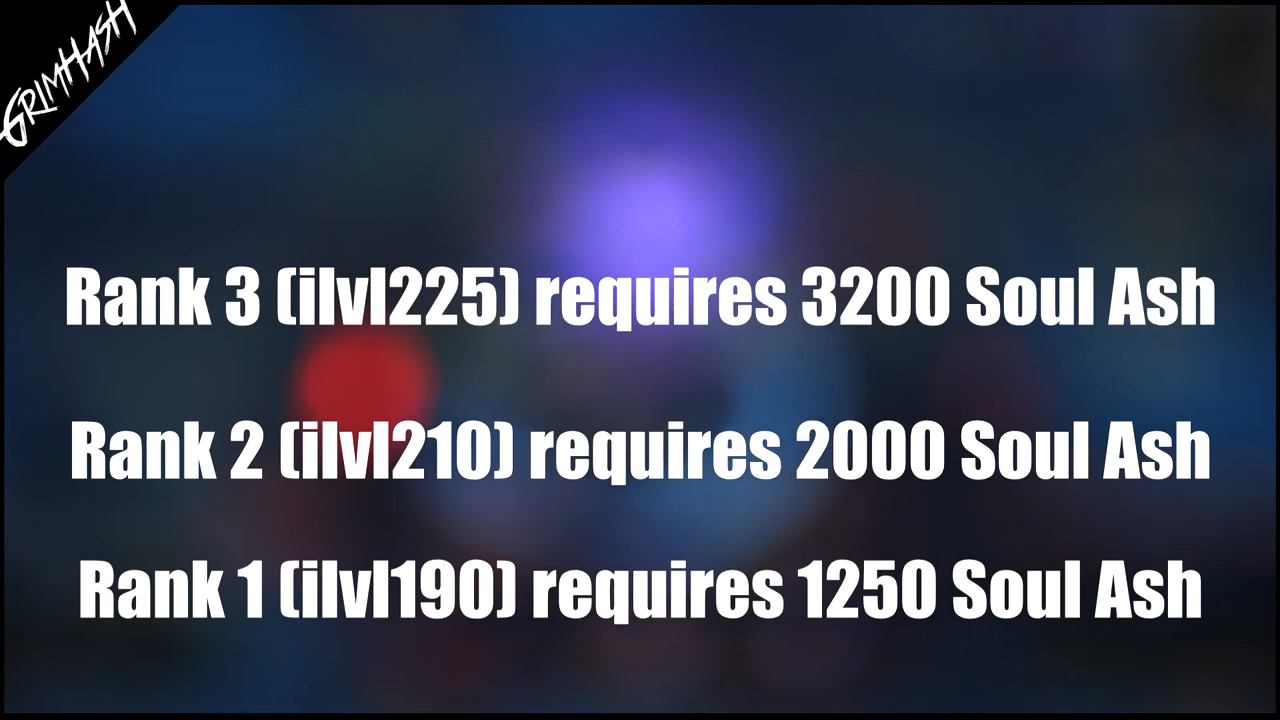 GRIMHASH
Rank 3 (ilvl225) requires 3200 Soul Ash
Rank 2 (ilvl210) requires 2000 Soul Ash
Rank 1 (ilvl190) requires 1250 Soul Ash